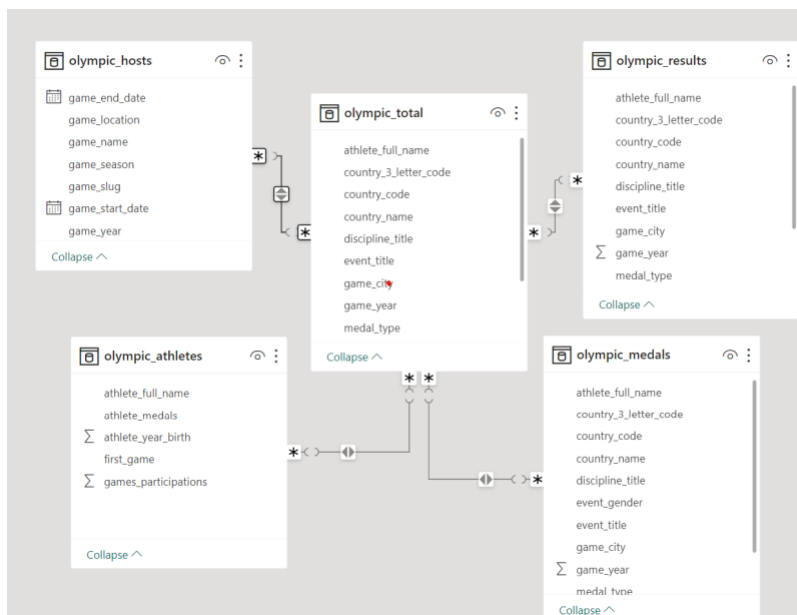 olympic_hosts
game_end_date
game_location
game_name
game_season
game_slug
game_start_date
game_year
Collapse
olympic_total
athlete_full_name
country_3_letter_code
country_code
country_name
discipline_title
event_title
game_city
game_year
medal_type
Collapse
olympic_results
athlete_full_name
country_3_letter_code
country_code
country_name
discipline_title
event_title
game_city
Σ game_year
medal_type
Collapse
olympic_athletes
athlete_full_name
athlete_medals
Σ athlete_year_birth
first_game
Σ games_participations
Collapse
olympic_medals
athlete_full_name
country_3_letter_code
country_code
country_name
discipline_title
event_gender
event_title
game_city
Σ game_year
medal_type
Collapse